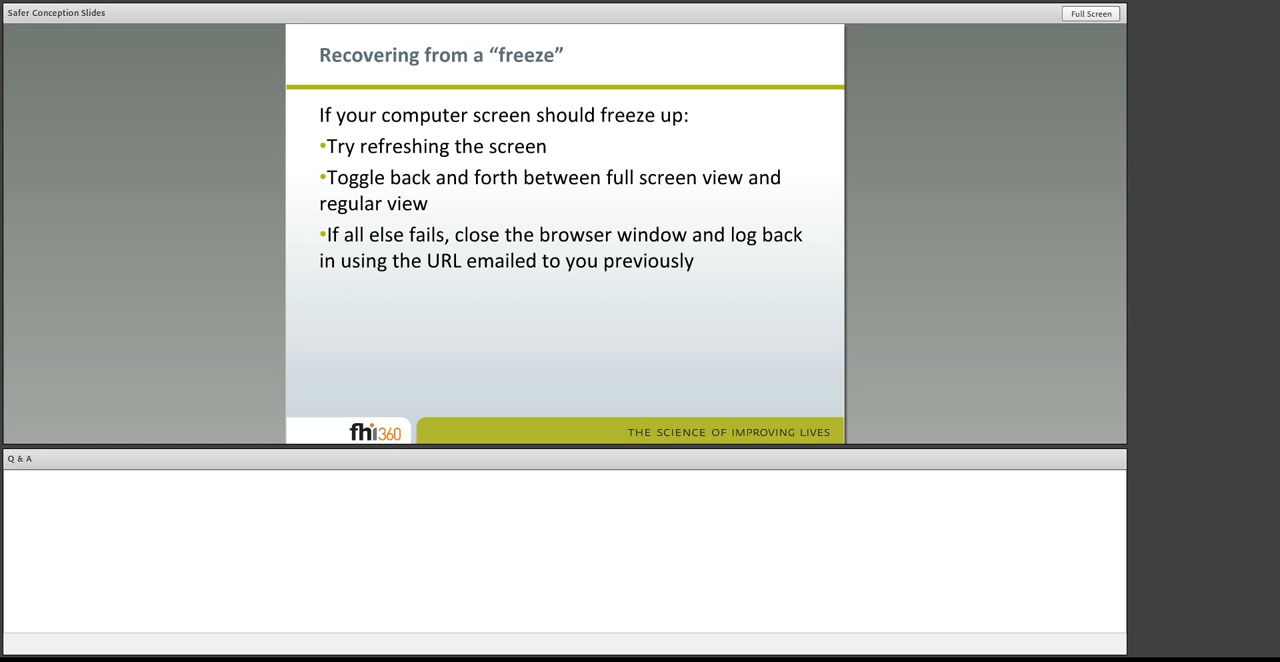 Safer Conception Slides
Full Screen
Recovering from a “freeze”
If your computer screen should freeze up:
•Try refreshing the screen
•Toggle back and forth between full screen view and
regular view
•If all else fails, close the browser window and log back
in using the URL emailed to you previously
fhi360
THE SCIENCE OF IMPROVING LIVES
Q & A